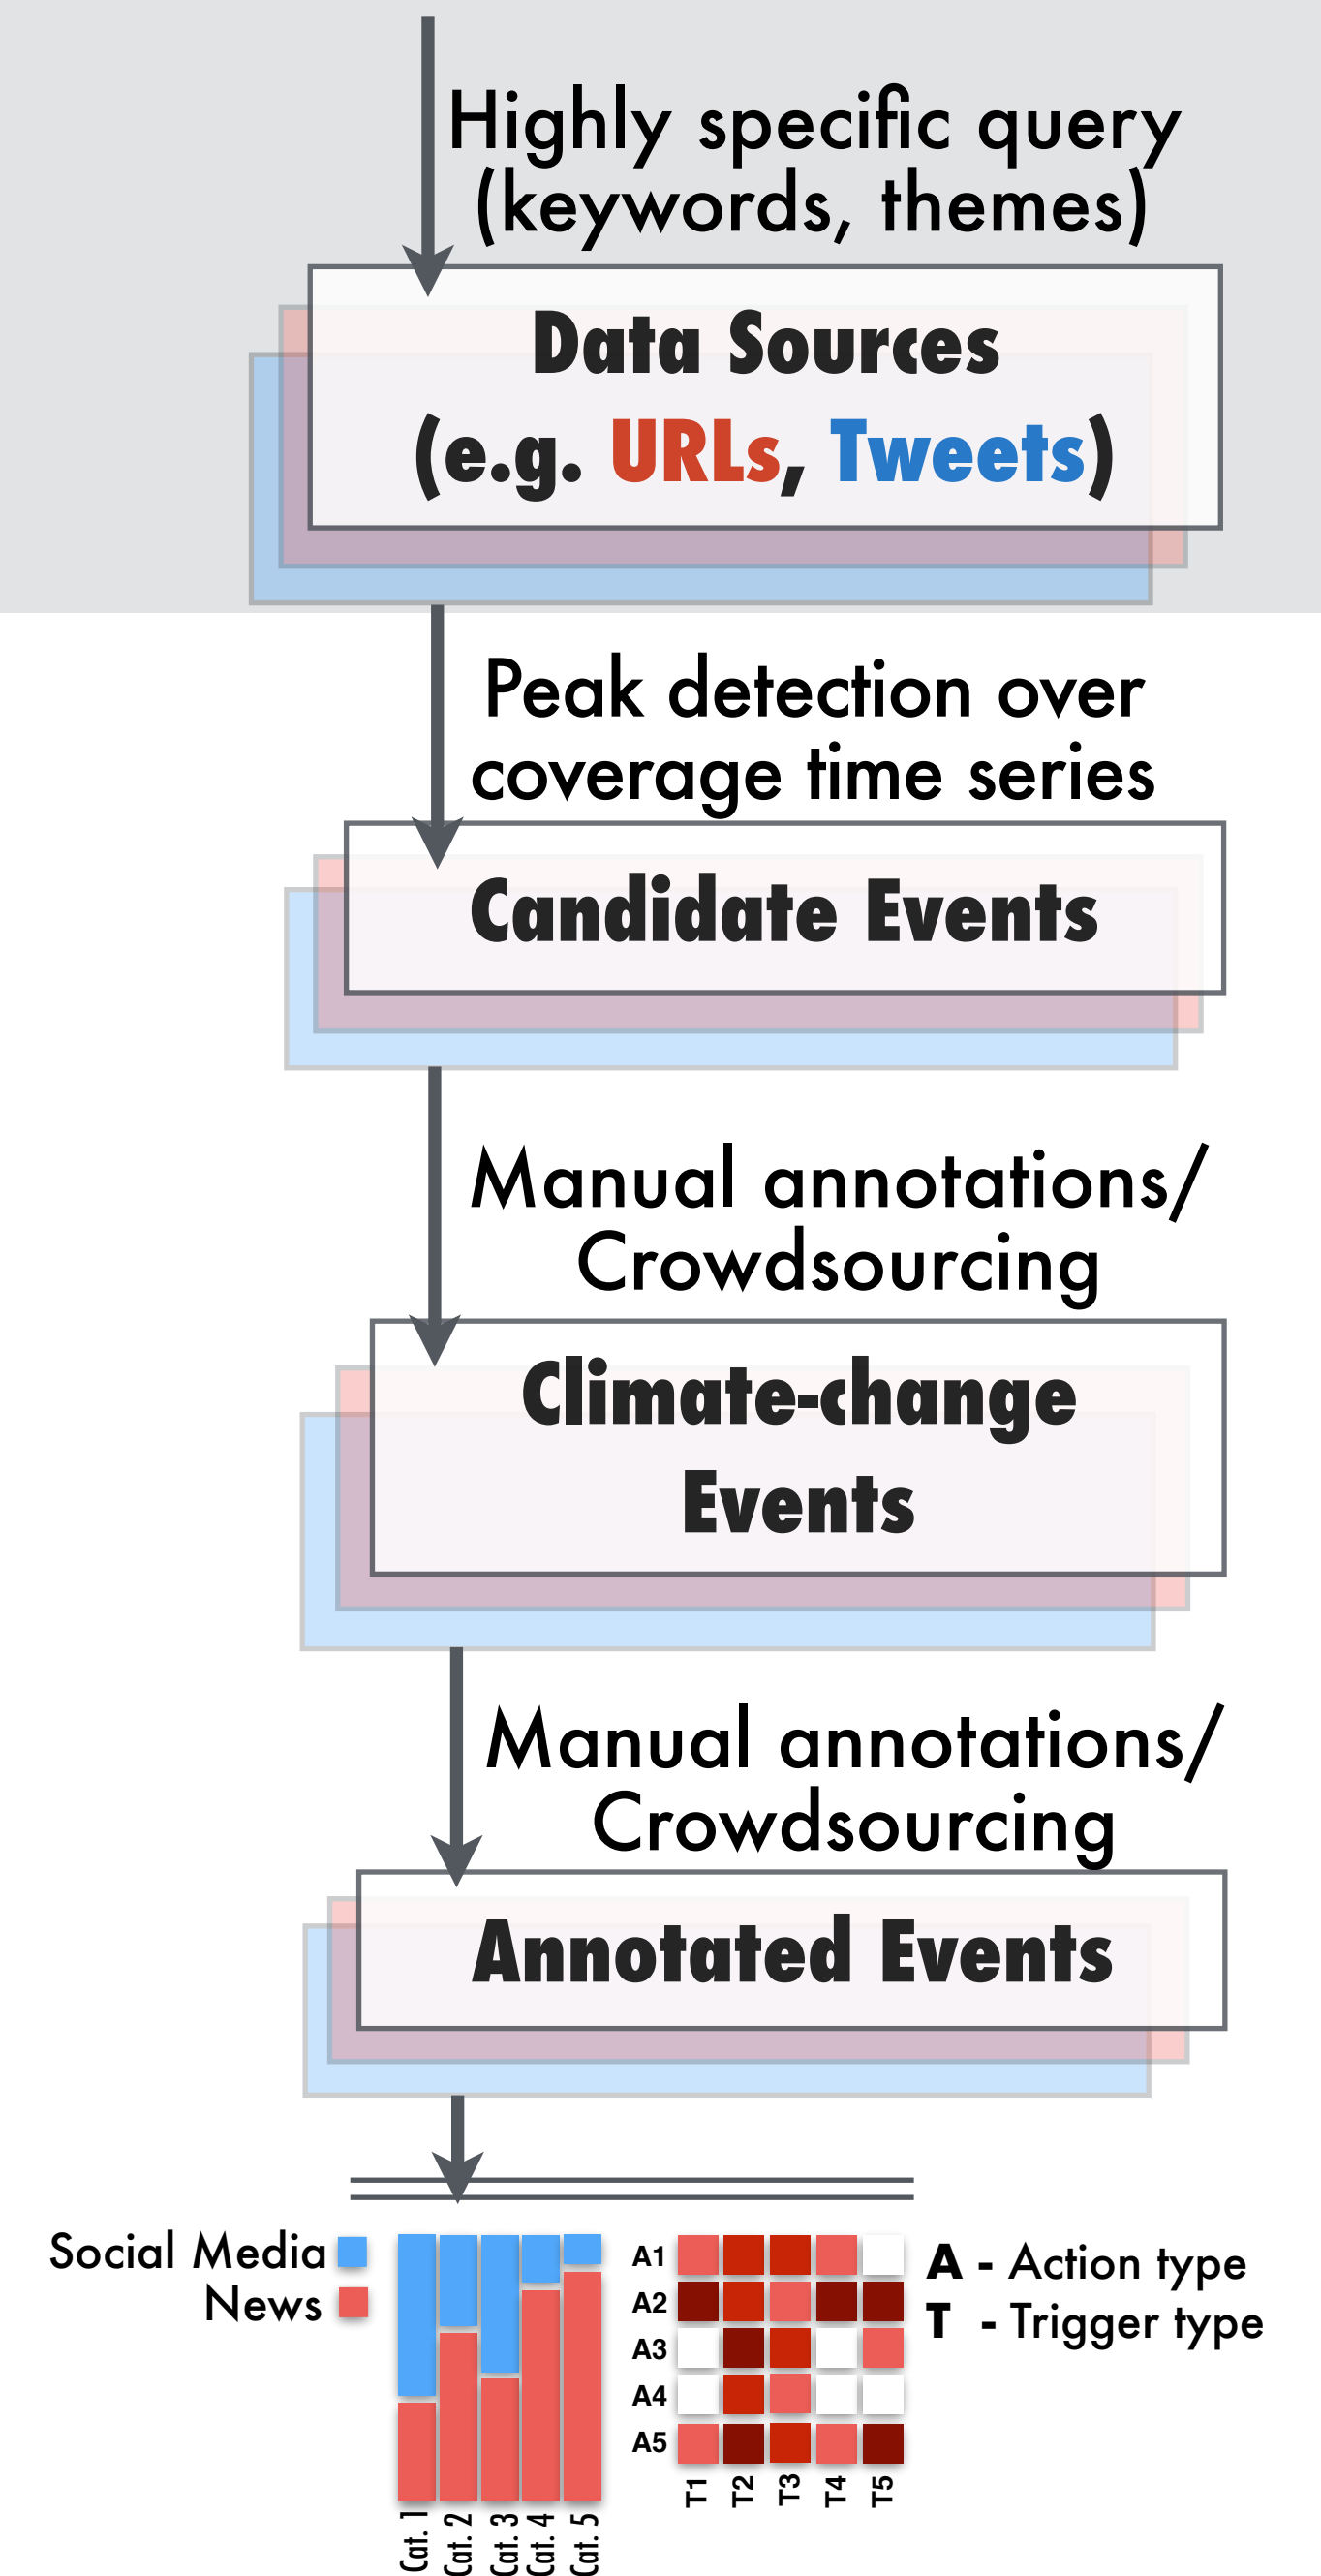 Highly specific query
(keywords, themes)
Data Sources
(e.g. URLs, Tweets)
Peak detection over
coverage time series
Candidate Events
Manual annotations/
Crowdsourcing
Climate-change
Events
Manual annotations/
Crowdsourcing
Annotated Events
Social Media
News
Cat. 1
Cat. 2
Cat. 3
Cat. 4
Cat. 5
A1
A2
A3
A4
A5
T1
T2
T3
T4
T5
A - Action type
T - Trigger type